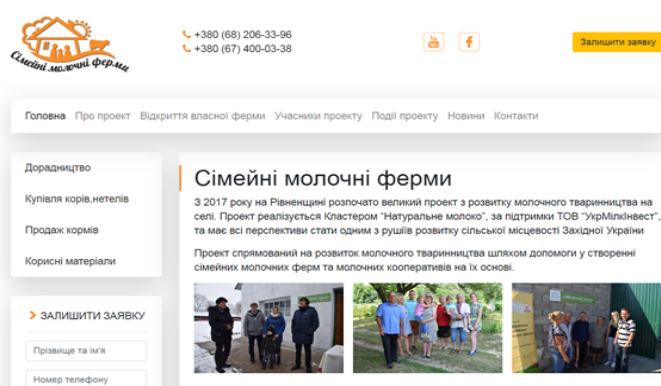 Сімейні молочні ферми
+380 (68) 206-33-96
+380 (67) 400-03-38
Залишити заявку
Головна Про проект Відкриття власної ферми Учасники проекту Події проекту Новини Контакти
Дорадництво
Купівля корів,нетелів
Продаж кормів
Корисні матеріали
ЗАЛИШИТИ ЗАЯВКУ
Прізвище та ім'я
Номер телефону
Сімейні молочні ферми
З 2017 року на Рівненщині розпочато великий проект з розвитку молочного тваринництва на
селі. Проект реалізується Кластером “Натуральне молоко”, за підтримки ТОВ “УкрМілкІнвест”,
та має всі перспективи стати одним з рушіїв розвитку сільської місцевості Західної України
Проект спрямований на розвиток молочного тваринництва шляхом допомоги у створенні
сімейних молочних ферм та молочних кооперативів на їх основі.